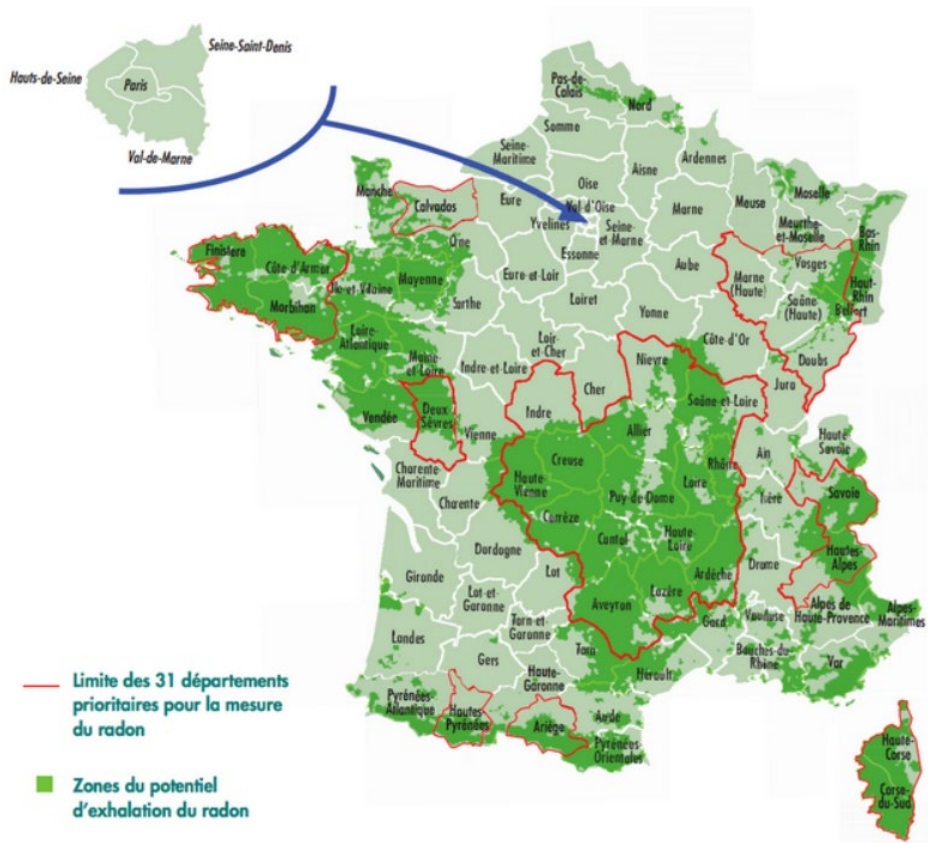 Seine-Saint-Denis
Hauts-de-Seine
Paris
Val-de-Marne
Pas-de-
Calais
Nord
Somme
Seine-
Maritime
Aisne
Ardennes
Oise
Manche
Calvados
Eure
Val-d'Oise
Yvelines
Seine-
et-Marne
Essonne
Marne
Meuse
Moselle
Meurthe-
et-Moselle
Bas-
Rhin
Orne
Finistère
Côte-d'Armor
Mayenne
Ile-et-Vilaine
Morbihan
Sarthe
Eure-et-Loir
Aube
Marne
(Haute)
Vosges
Haut-
Rhin
Saône
(Haute)
Belfort
Loiret
Yonne
Loire-
Atlantique
Maine-
et-Loire
Loir-
et-Cher
Indre-et-Loire
Cher
Nievre
Côte-d'Or
Doubs
Jura
Indre
Saône-et-Loire
Vendée
Deux
Sèvres
Vienne
Allier
Charente
Maritime
Charente
Creuse
Haute
Vienne
Puy-de-Dome
Loire
Rhône
Ain
Haute
Savoie
Savoie
Isère
Corrèze
Cantal
Haute-
Loire
Dordogne
Ardèche
Drome
Hautes-
Alpes
Gironde
Lot
Lot-et-
Garonne
Aveyron
Lozère
Gard
Vaucluse
Alpes de
Haute-Provence
Alpes-
Maritimes
Landes
Tarn-et
Garonne
Tarn
Gers
Haute-
Garonne
Hérault
Bouches-du-
Rhône
Var
Pyrénées
Atlantique
Hautes
Pyrénées
Ariège
Aude
Pyrénées
Orientales
Haute-
Corse
Corse-
du-Sud
Limite des 31 départements
prioritaires pour la mesure
du radon
Zones du potentiel
d'exhalation du radon